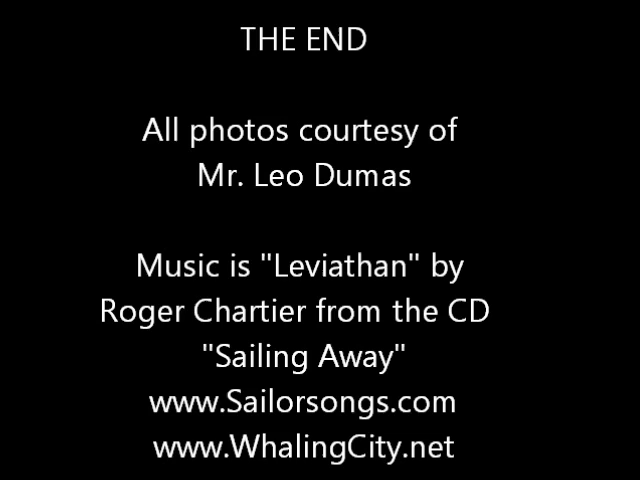 THE END
All photos courtesy of
Mr. Leo Dumas
Music is "Leviathan" by
Roger Chartier from the CD
"Sailing Away"
www.Sailorsongs.com
www.WhalingCity.net